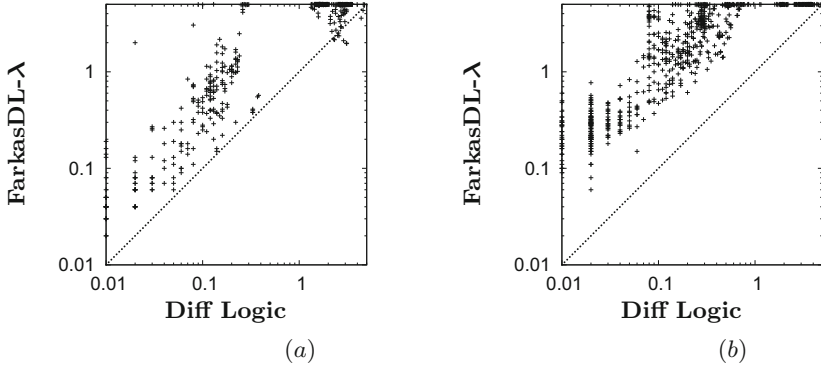 FarkasDL-λ
1
0.1
0.01
0.01 0.1 1
Diff Logic
(a)
FarkasDL-λ
1
0.1
0.01
0.01 0.1 1
Diff Logic
(b)